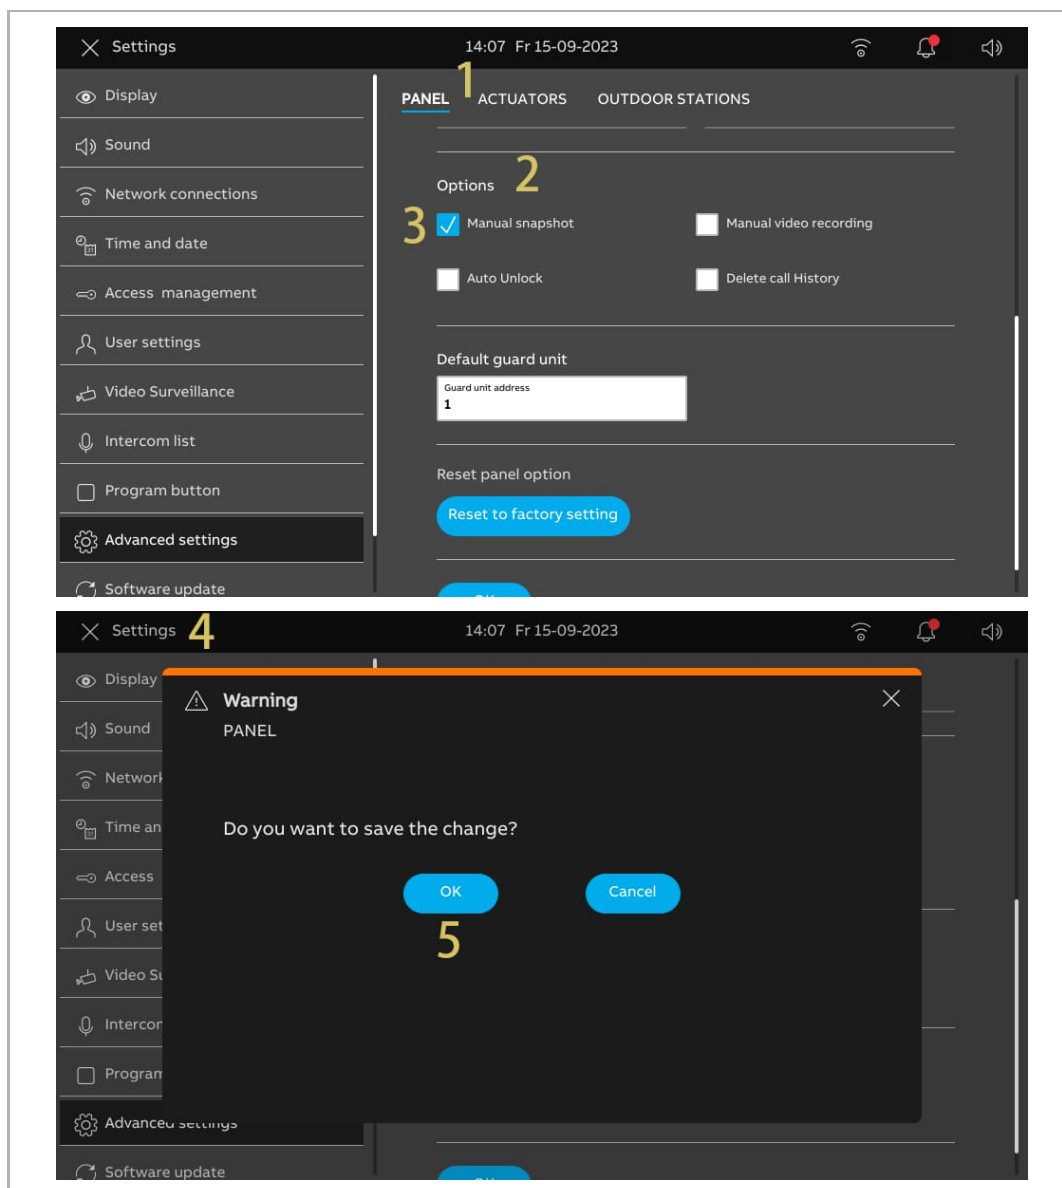 Settings
14:07 Fr 15-09-2023
1
Display
PANEL ACTUATORS OUTDOOR STATIONS
Sound
Options 2
Network connections
3 Manual snapshot Manual video recording
Time and date
Auto Unlock Delete call History
Access management
User settings
Default guard unit
Guard unit address
1
Video Surveillance
Intercom list
Reset panel option
Program button
Reset to factory setting
Advanced settings
Software update
Settings 4
14:07 Fr 15-09-2023
Display
Warning
PANEL
Sound
Network
Time an
Do you want to save the change?
Access
OK Cancel
5
User set
Video Su
Intercom
Program
Advanced settings
Software update